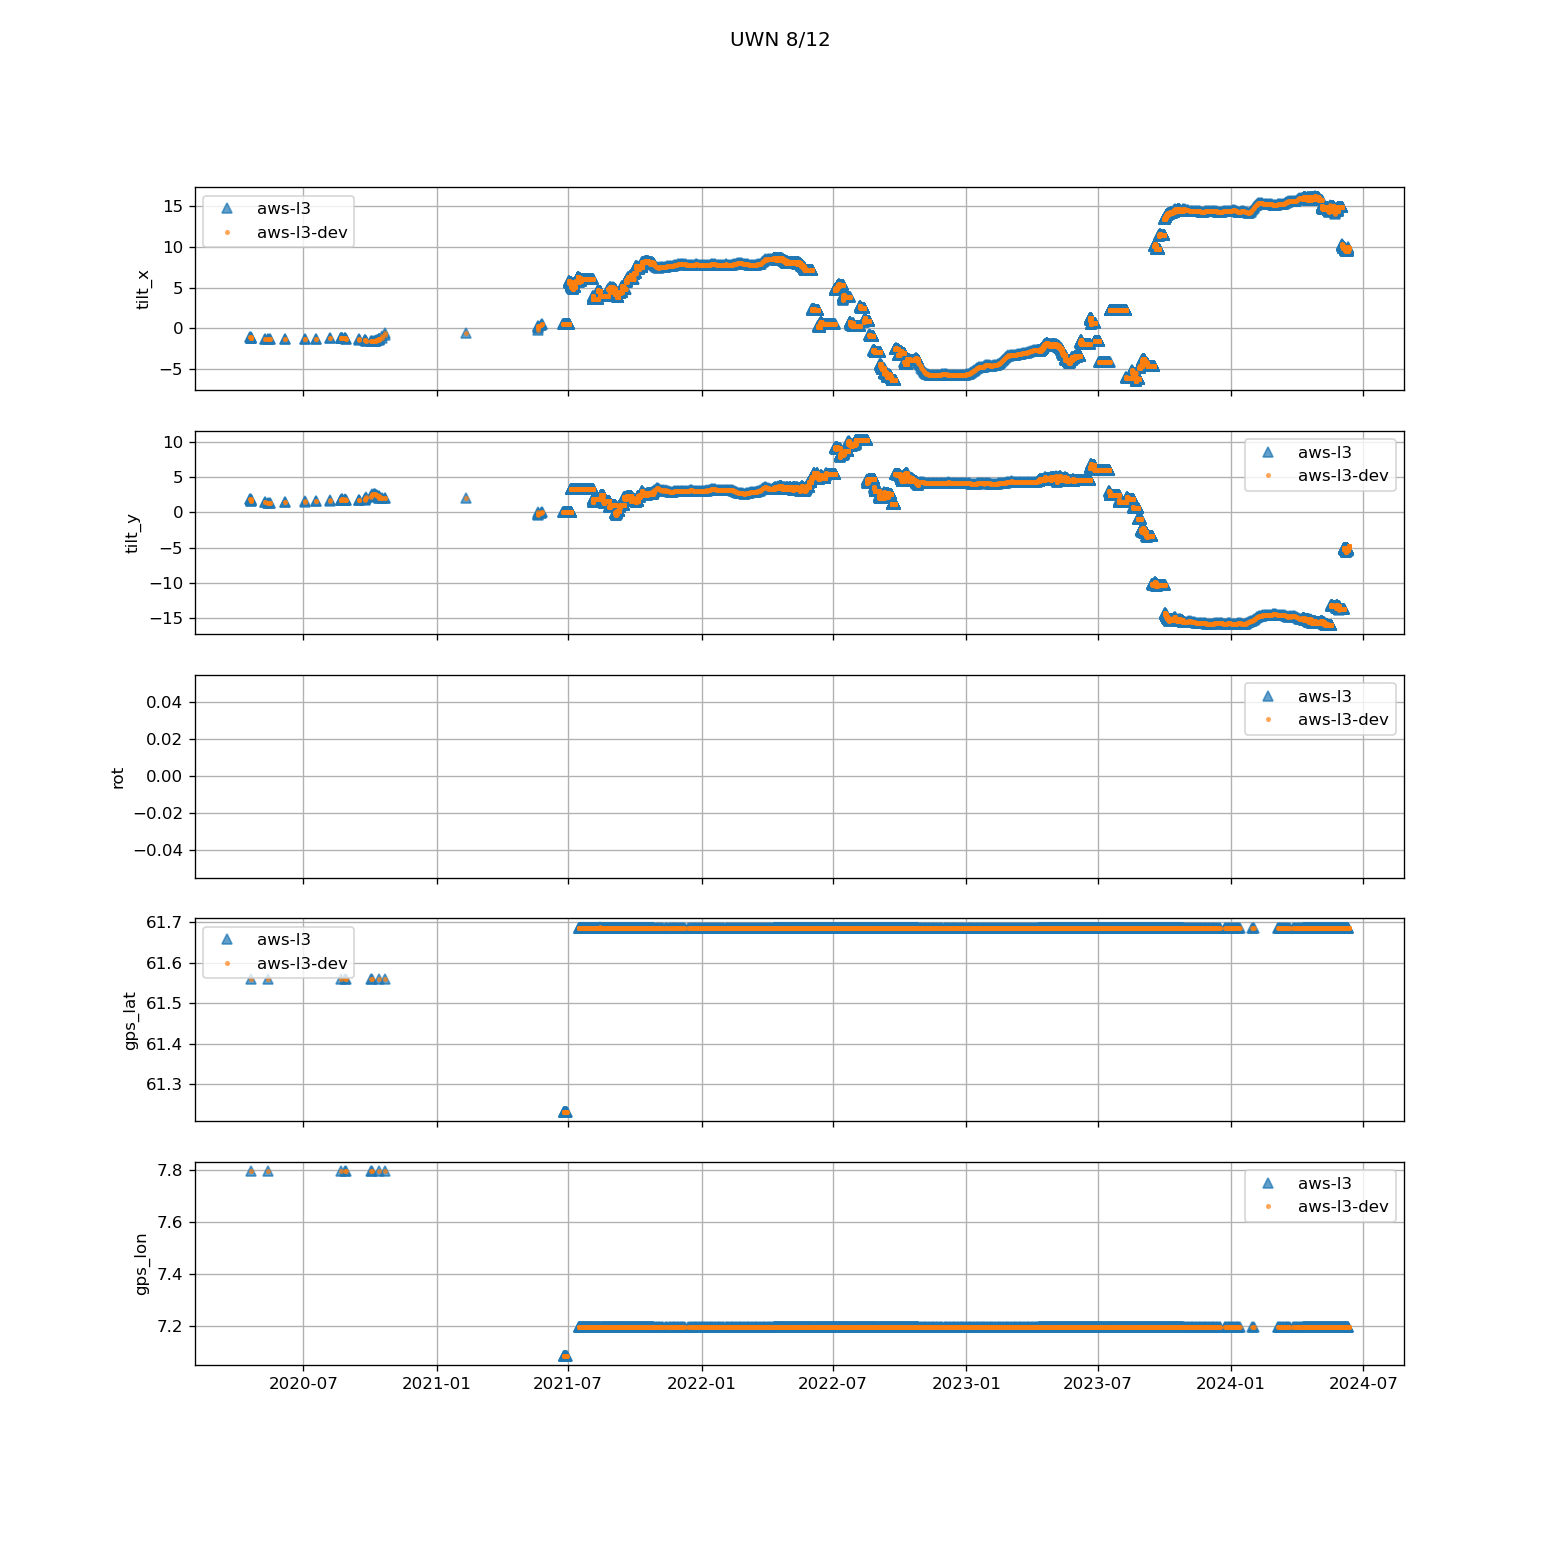 UWN 8/12
aws-l3
aws-l3-dev
15
10
5
0
−5
tilt_x
aws-l3
aws-l3-dev
10
5
0
−5
−10
−15
tilt_y
aws-l3
aws-l3-dev
0.04
0.02
0.00
−0.02
−0.04
rot
aws-l3
aws-l3-dev
61.7
61.6
61.5
61.4
61.3
gps_lat
aws-l3
aws-l3-dev
7.8
7.6
7.4
7.2
gps_lon
2020-07 2021-01 2021-07 2022-01 2022-07 2023-01 2023-07 2024-01 2024-07